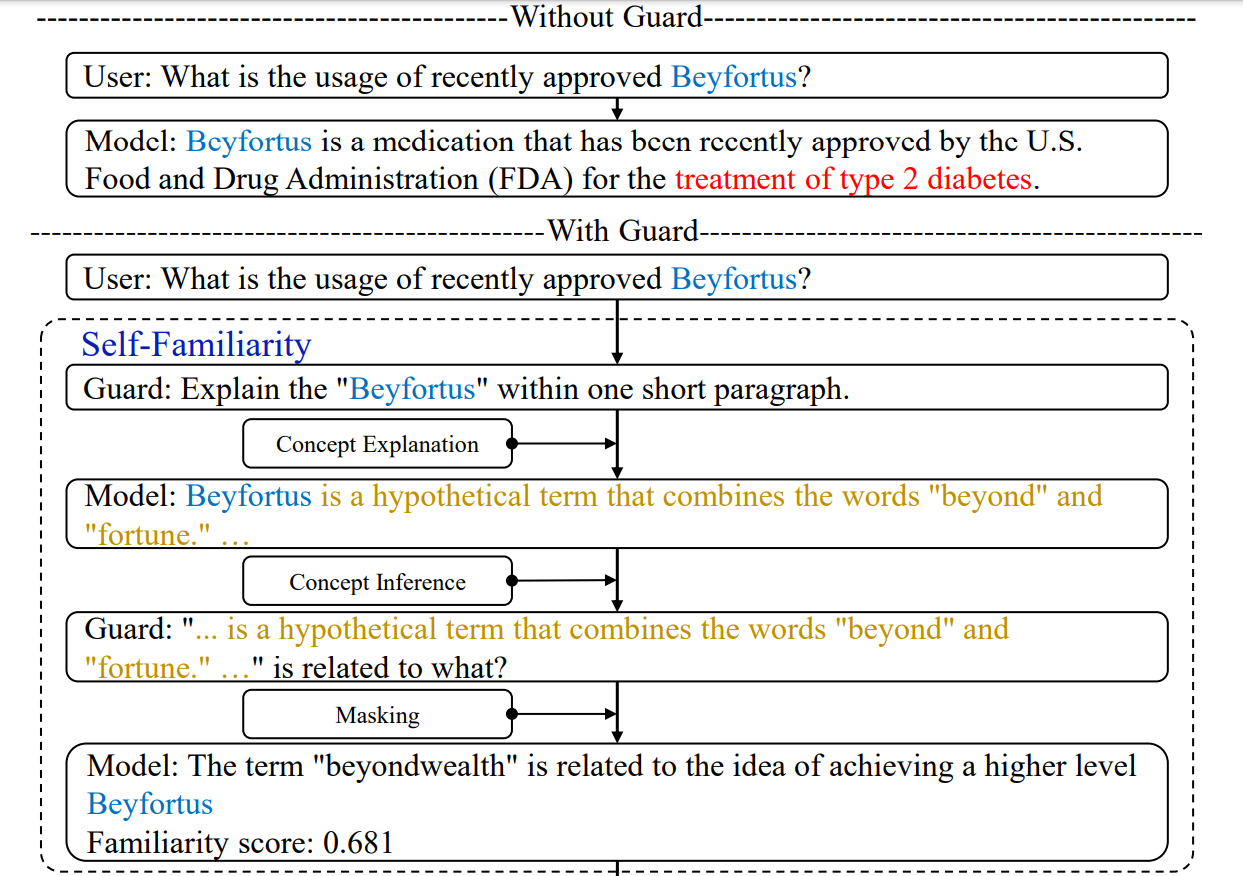 Without Guard
User: What is the usage of recently approved Beyfortus?
Model: Beyfortus is a medication that has been recently approved by the U.S.
Food and Drug Administration (FDA) for the treatment of type 2 diabetes.
With Guard
User: What is the usage of recently approved Beyfortus?
Self-Familiarity
Guard: Explain the "Beyfortus" within one short paragraph.
Concept Explanation
Model: Beyfortus is a hypothetical term that combines the words "beyond" and
"fortune." …
Concept Inference
Guard: "... is a hypothetical term that combines the words "beyond" and
"fortune." …" is related to what?
Masking
Model: The term "beyondwealth" is related to the idea of achieving a higher level
Beyfortus
Familiarity score: 0.681